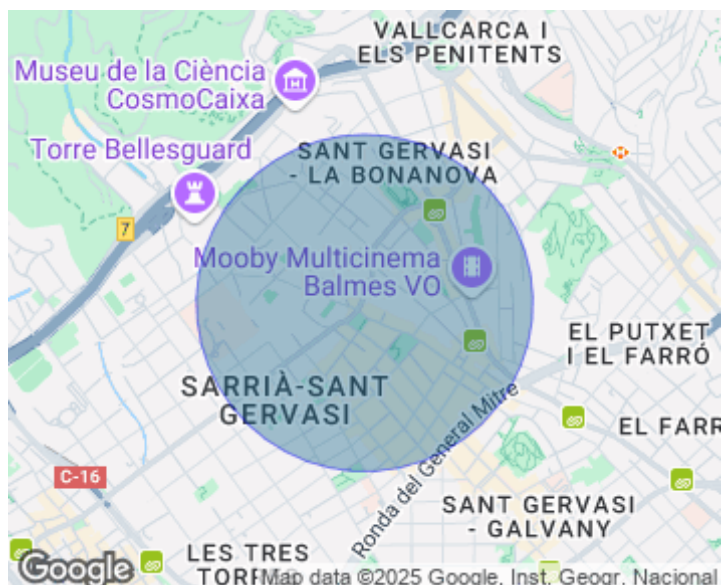 VALLCARCA I
ELS PENITENTS
Museu de la Ciència
CosmoCaixa
Torre Bellesguard
SANT GERVASI
- LA BONANOVA
7
Mooby Multicinema
Balmes VO
EL PUTXET
I EL FARRÓ
SARRIÀ-SANT
GERVASI
Ronda del General Mitre
EL FARR
C-16
SANT GERVASI
- GALVANY
LES TRES
TORRES
Google
Map data ©2025 Google, Inst. Geogr. Nacional